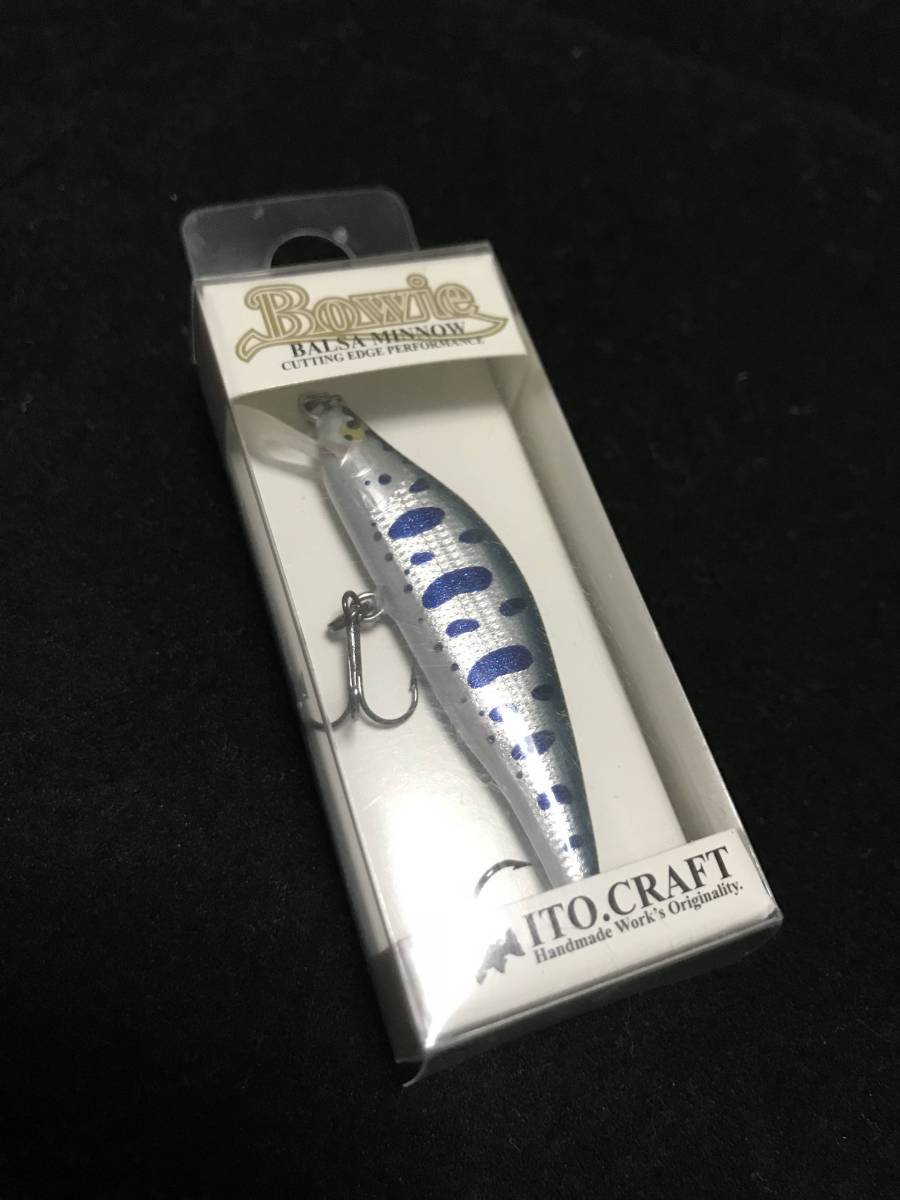 Bowie
BALSA MINNOW
CUTTING EDGE PERFORMANCE
ITO.CRAFT
Handmade Work's Originality.